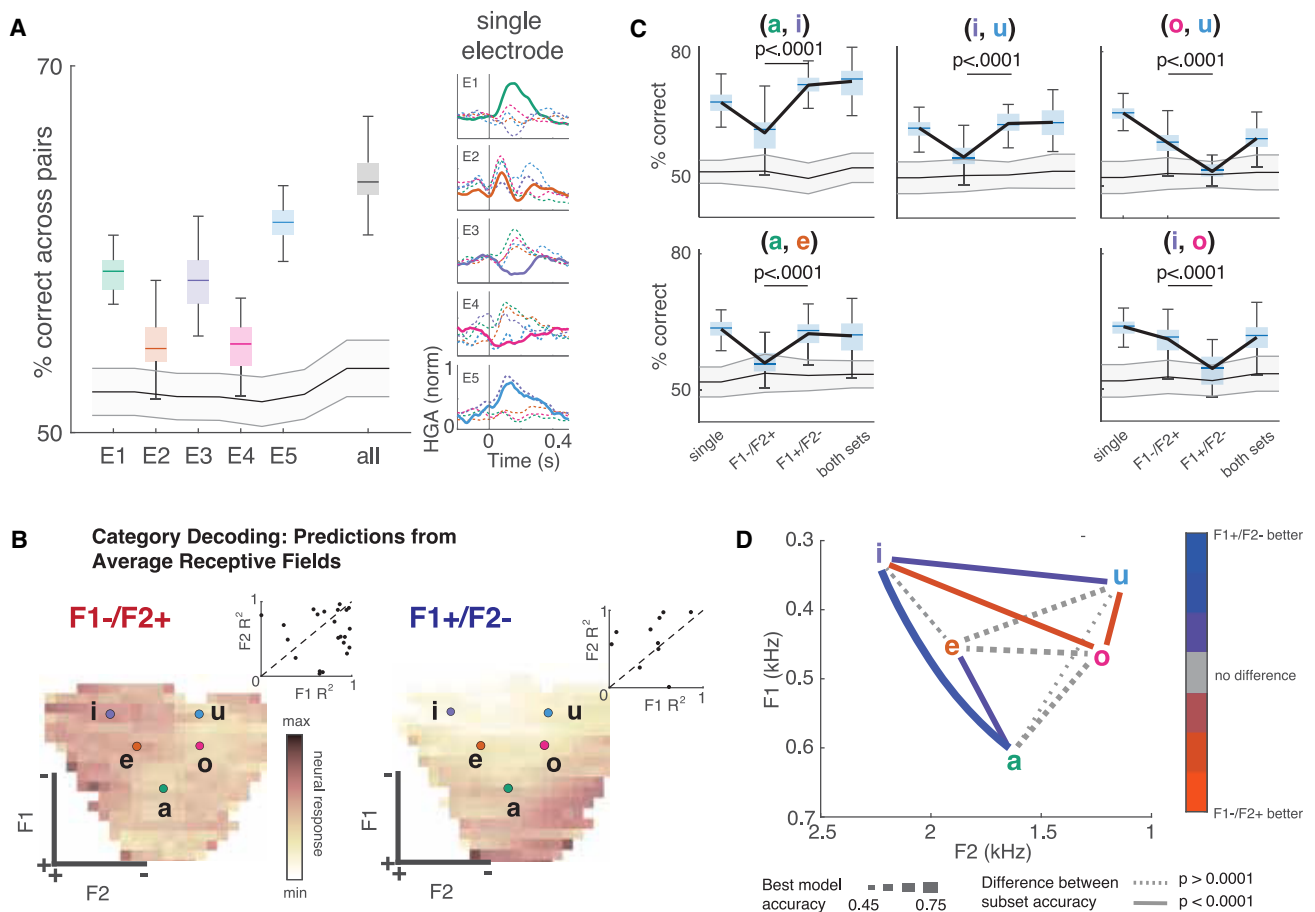 A
70
% correct across pairs
50
E1 E2 E3 E4 E5 all
single
electrode
E1
E2
E3
E4
E5
1
0
HGA (norm)
0 0.4
Time (s)
C
(a, i)
(i, u)
(o, u)
p<.0001
p<.0001
p<.0001
80
50
% correct
80
50
(a, e)
(i, o)
p<.0001
p<.0001
80
50
% correct
80
50
single F1-/F2+ F1+/F2- both sets
single F1-/F2+ F1+/F2- both sets
B
Category Decoding: Predictions from
Average Receptive Fields
F1-/F2+
1
F2 R²
0
F1 R² 1
i
u
e
o
a
-
F1
+
+ -
F2
max
neural response
min
F1+/F2-
1
F2 R²
0
F1 R² 1
i
u
e
o
a
-
F1
+
+ -
F2
D
0.3
0.4
0.5
0.6
0.7
F1 (kHz)
i
u
e
o
a
2.5 2 1.5 1
F2 (kHz)
-
F1+/F2- better
no difference
F1-/F2+ better
Best model
accuracy
0.45 0.75
Difference between
subset accuracy
p > 0.0001
p < 0.0001